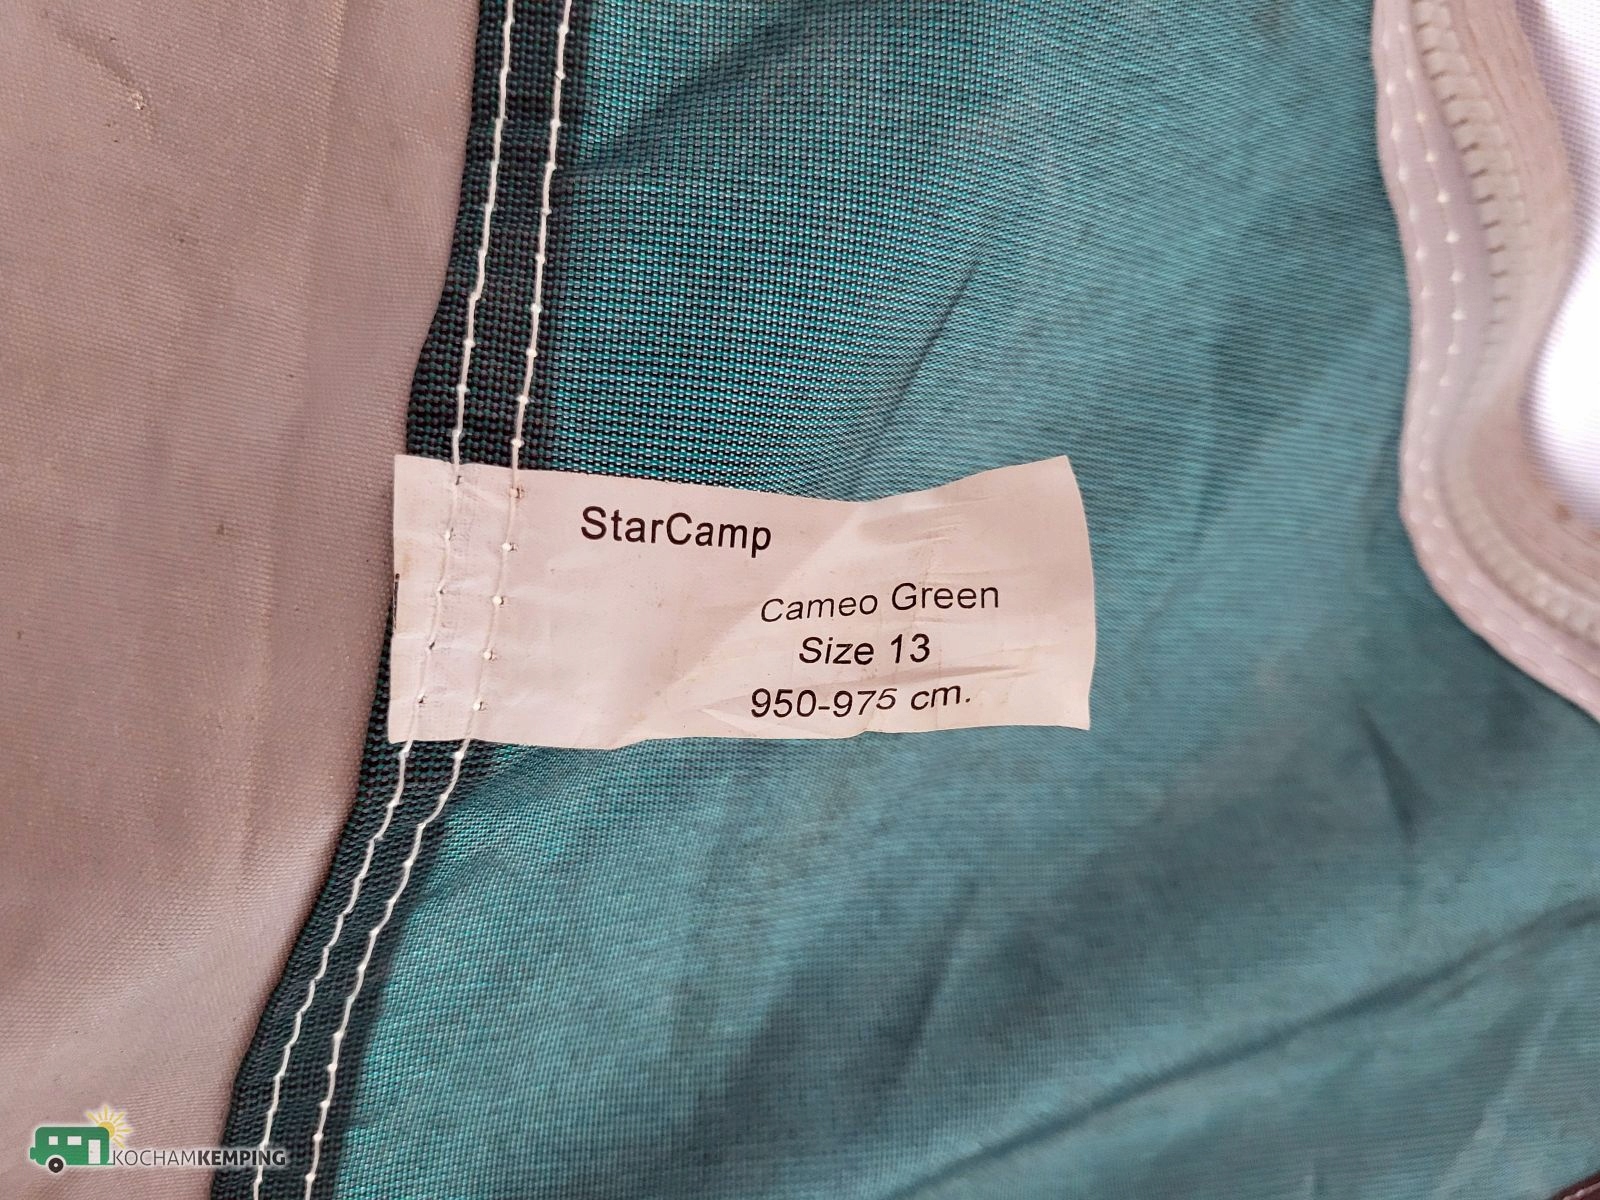 StarCamp
Cameo Green
Size 13
950-975 cm.
KOCHAMKEMPING